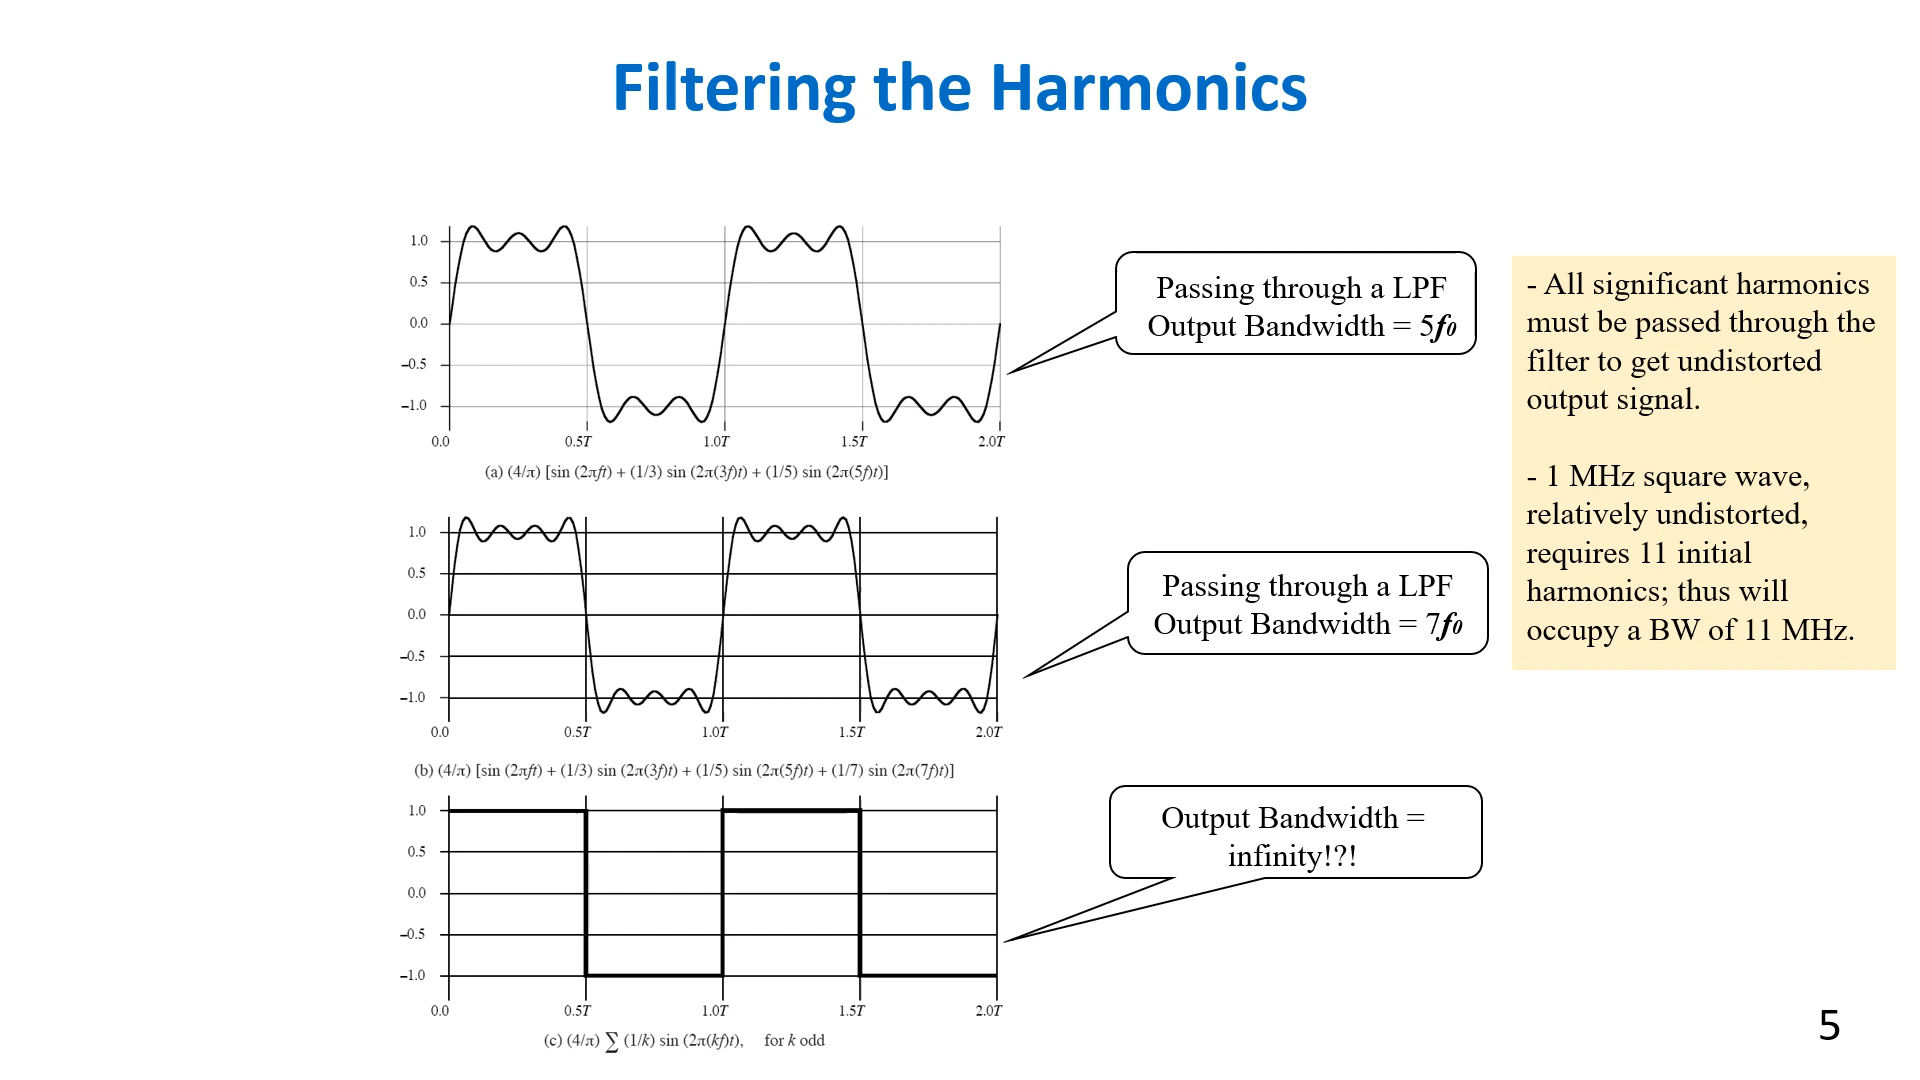 Filtering the Harmonics
1.0
0.5
0.0
–0.5
–1.0
0.0 0.5T 1.0T 1.5T 2.0T
(a) (4/π) [sin (2πft) + (1/3) sin (2π(3f)t) + (1/5) sin (2π(5f)t)]
Passing through a LPF
Output Bandwidth = 5f0
1.0
0.5
0.0
–0.5
–1.0
0.0 0.5T 1.0T 1.5T 2.0T
(b) (4/π) [sin (2πft) + (1/3) sin (2π(3f)t) + (1/5) sin (2π(5f)t) + (1/7) sin (2π(7f)t)]
Passing through a LPF
Output Bandwidth = 7f0
1.0
0.5
0.0
–0.5
–1.0
0.0 0.5T 1.0T 1.5T 2.0T
(c) (4/π) ∑ (1/k) sin (2π(kf)t), for k odd
Output Bandwidth =
infinity!?!
- All significant harmonics
must be passed through the
filter to get undistorted
output signal.
- 1 MHz square wave,
relatively undistorted,
requires 11 initial
harmonics; thus will
occupy a BW of 11 MHz.
5